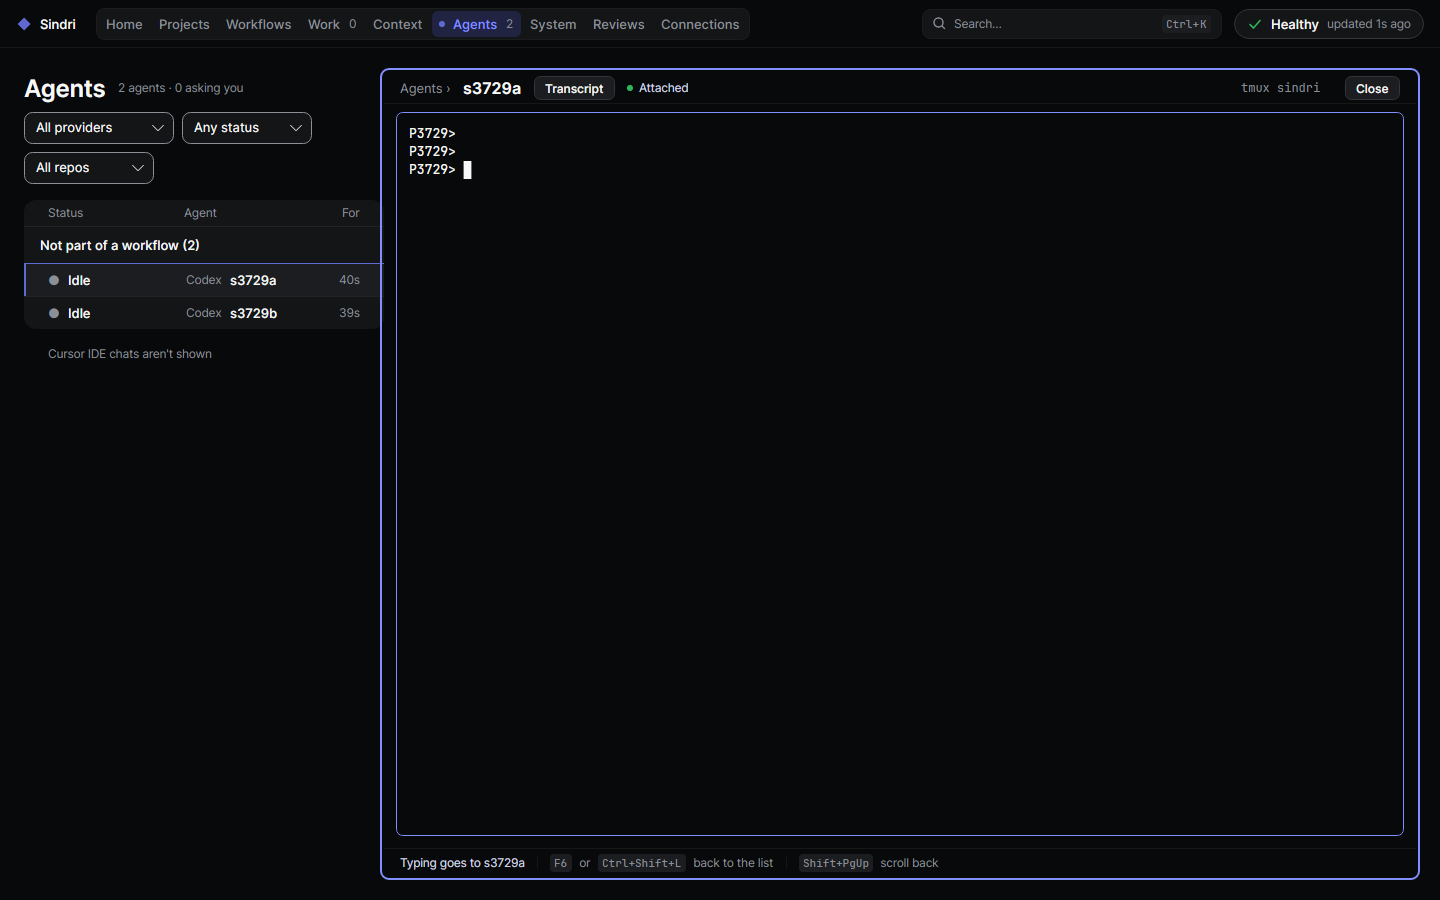 Sindri
Home Projects Workflows Work 0 Context Agents 2 System Reviews Connections
Search... Ctrl+K
Healthy updated 1s ago
Agents 2 agents · 0 asking you
All providers Any status
All repos
Status Agent For
Not part of a workflow (2)
Idle Codex s3729a 40s
Idle Codex s3729b 39s
Cursor IDE chats aren't shown
Agents › s3729a Transcript Attached tmux sindri Close
P3729>
P3729>
P3729>
Typing goes to s3729a F6 or Ctrl+Shift+L back to the list Shift+PgUp scroll back